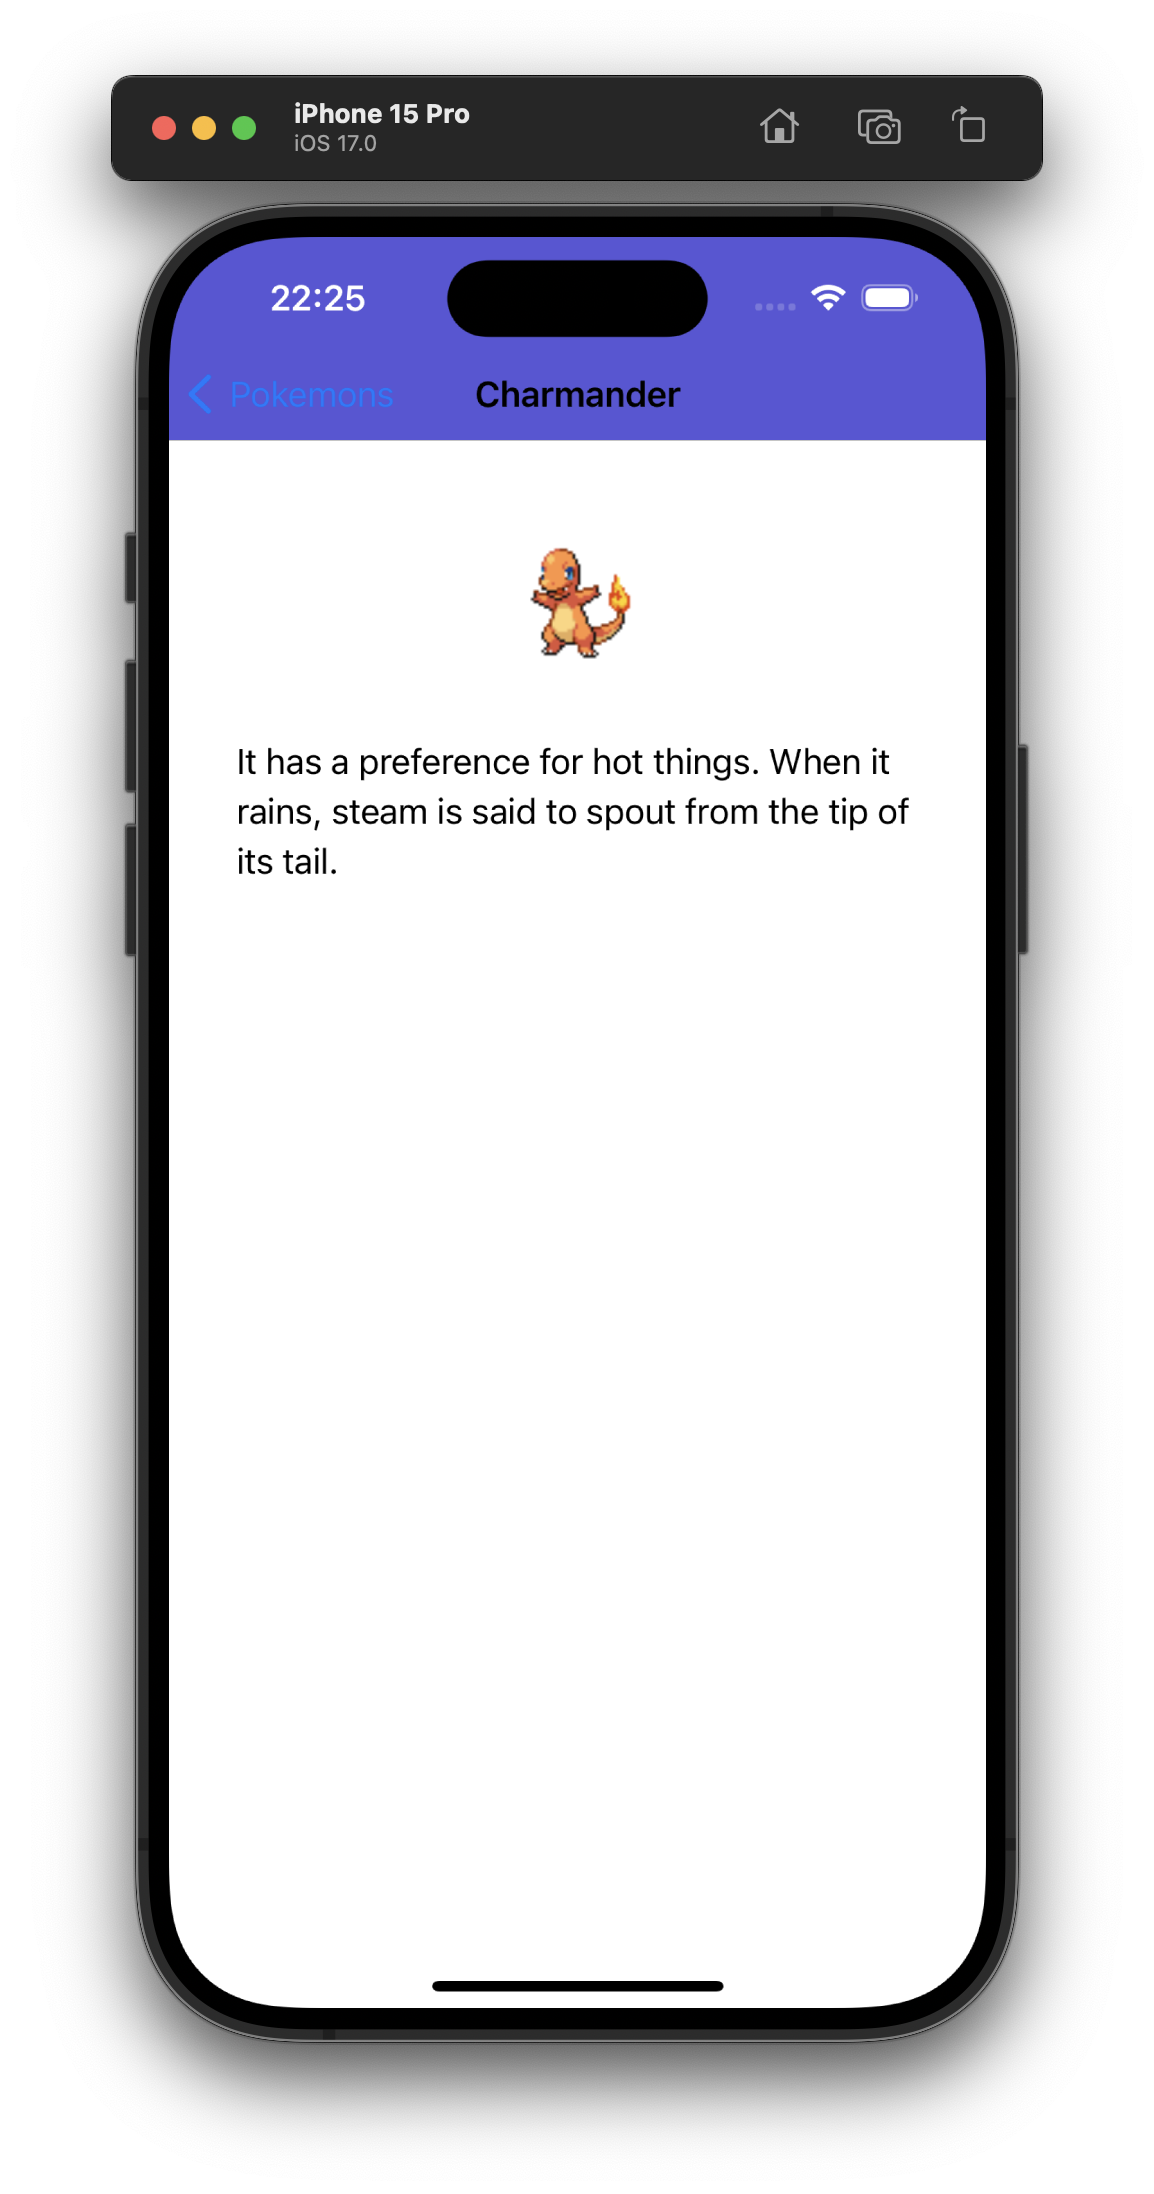 iPhone 15 Pro
iOS 17.0
22:25
Pokemons
Charmander
It has a preference for hot things. When it
rains, steam is said to spout from the tip of
its tail.